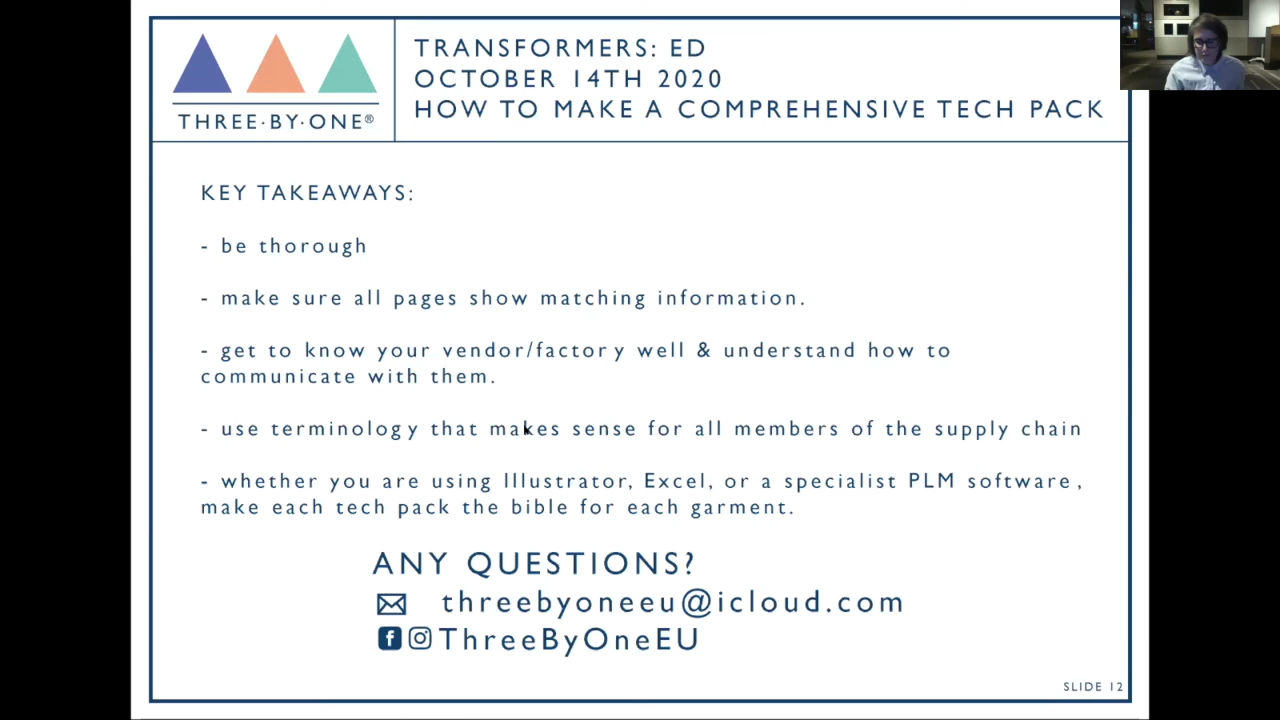 THREE·BY·ONE®
TRANSFORMERS: ED
OCTOBER 14TH 2020
HOW TO MAKE A COMPREHENSIVE TECH PACK
KEY TAKEAWAYS:
- be thorough
- make sure all pages show matching information.
- get to know your vendor/factory well & understand how to
communicate with them.
- use terminology that makes sense for all members of the supply chain
- whether you are using Illustrator, Excel, or a specialist PLM software,
make each tech pack the bible for each garment.
ANY QUESTIONS?
threebyoneeu@icloud.com
f ThreeByOneEU
SLIDE 12